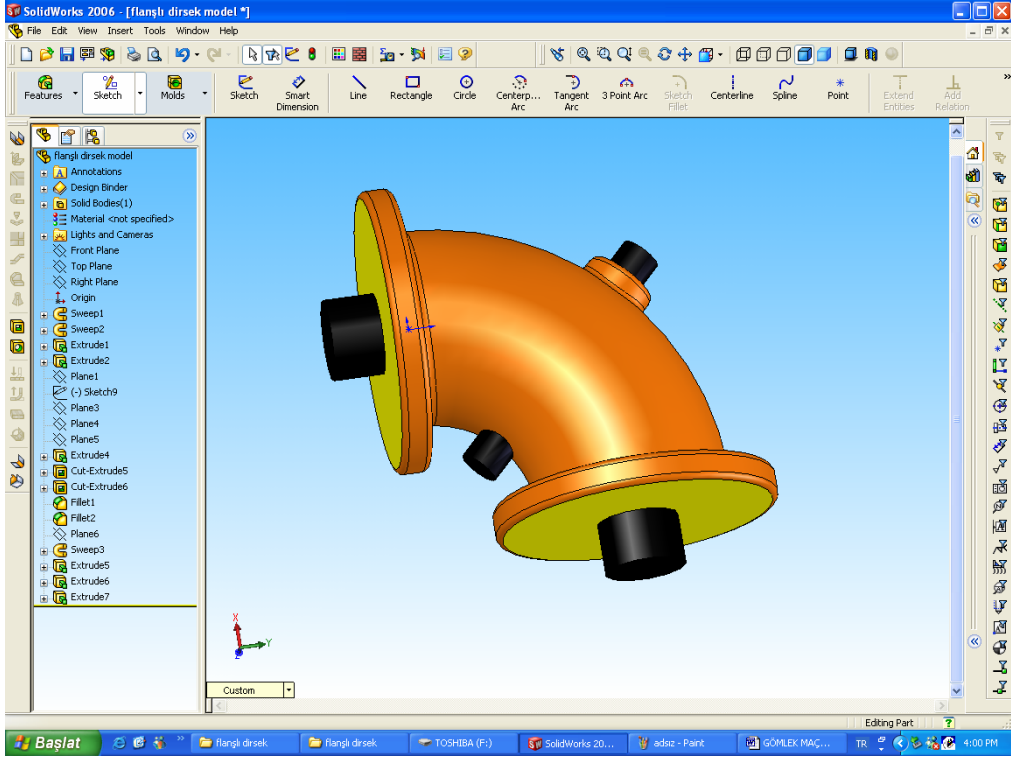 SolidWorks 2006 - [flanşlı dirsek model *]
File Edit View Insert Tools Window Help
Features Sketch Molds Sketch Smart Dimension Line Rectangle Circle Centerp... Arc Tangent Arc 3 Point Arc Sketch Fillet Centerline Spline Point Extend Entities Add Relation
flanşlı dirsek model
Annotations
Design Binder
Solid Bodies(1)
Material <not specified>
Lights and Cameras
Front Plane
Top Plane
Right Plane
Origin
Sweep1
Sweep2
Extrude1
Extrude2
Plane1
(-) Sketch9
Plane3
Plane4
Plane5
Extrude4
Cut-Extrude5
Cut-Extrude6
Fillet1
Fillet2
Plane6
Sweep3
Extrude5
Extrude6
Extrude7
X
Y
Z
Custom
Editing Part
Başlat flanşlı dirsek flanşlı dirsek TOSHIBA (F:) SolidWorks 20... adsız - Paint GÖMLEK MAÇ... TR 4:00 PM